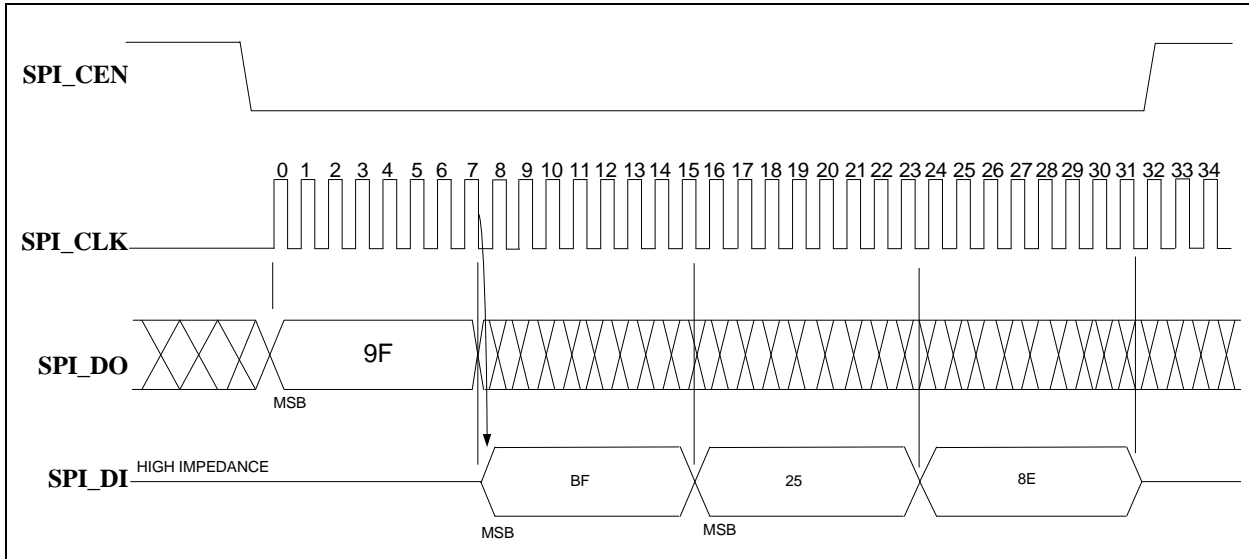 SPI_CEN
0 1 2 3 4 5 6 7 8 9 10 11 12 13 14 15 16 17 18 19 20 21 22 23 24 25 26 27 28 29 30 31 32 33 34
SPI_CLK
9F
SPI_DO
MSB
HIGH IMPEDANCE
SPI_DI
BF 25 8E
MSB MSB